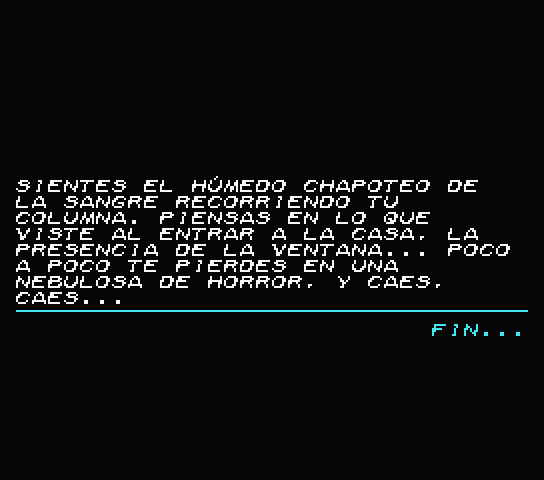 SIENTES EL HÚMEDO CHAPOTEO DE
LA SANGRE RECORRIENDO TU
COLUMNA. PIENSAS EN LO QUE
VISTE AL ENTRAR A LA CASA, LA
PRESENCIA DE LA VENTANA... POCO
A POCO TE PIERDES EN UNA
NEBULOSA DE HORROR, Y CAES,
CAES...
FIN...